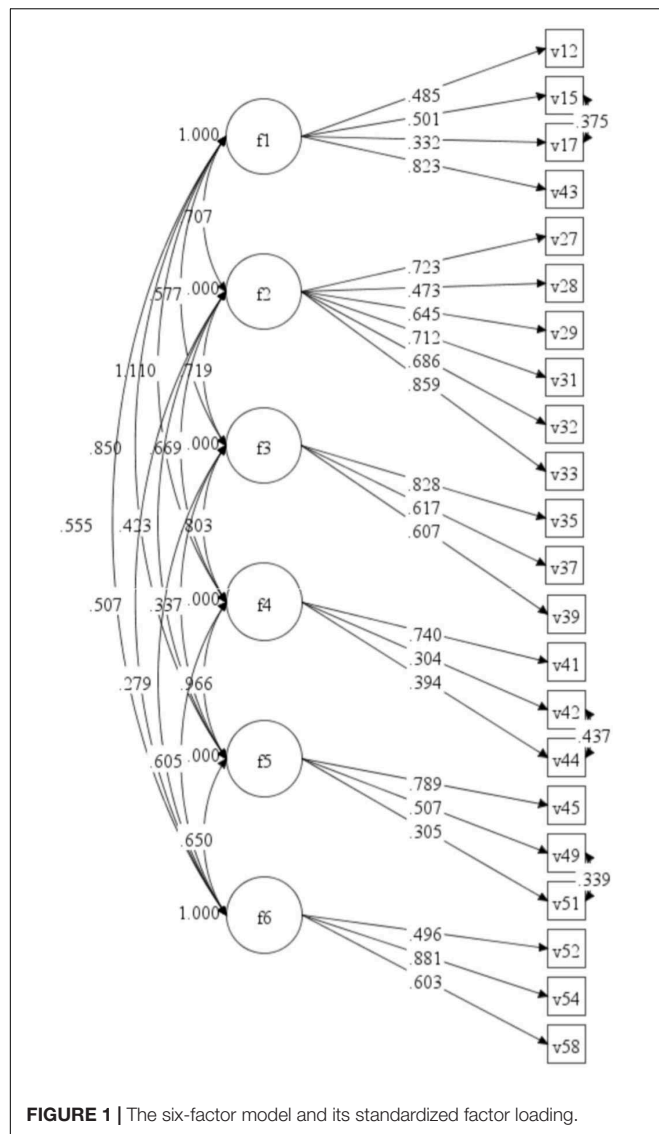 v12
.485
v15
.501
.375
1.000
f1
.332
v17
.823
v43
.707
v27
.723
.577
.000
f2
.473
v28
.645
v29
.712
1.110
.719
.686
v31
.859
v32
.850
.669
.000
f3
.828
v33
.617
v35
.555
.423
.803
.607
v37
.507
.337
.000
f4
v39
.740
.304
v41
.279
.966
.394
v42
.437
.605
.000
f5
v44
.789
v45
.507
.650
.305
v49
.339
v51
1.000
f6
.496
v52
.881
.603
v54
v58
FIGURE 1 | The six-factor model and its standardized factor loading.